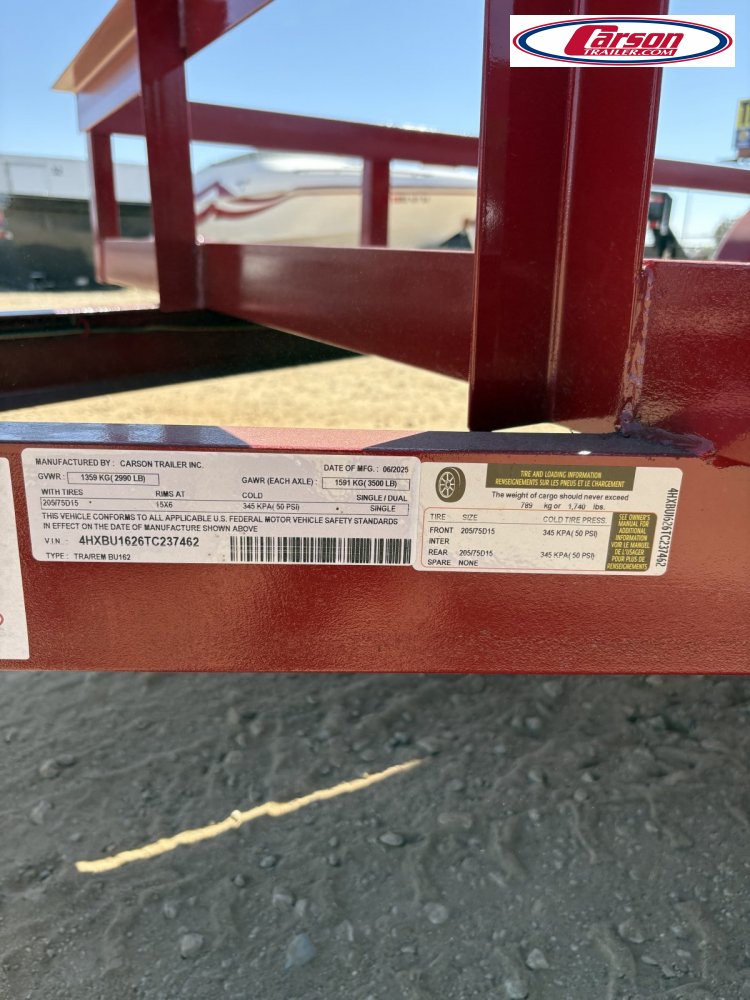 Carson
TRAILER.COM
MANUFACTURED BY : CARSON TRAILER INC. DATE OF MFG. : 06/2025
GVWR : 1359 KG( 2990 LB) GAWR (EACH AXLE) : 1591 KG( 3500 LB)
WITH TIRES RIMS AT COLD SINGLE / DUAL
205/75D15 15X6 345 KPA( 50 PSI) SINGLE
THIS VEHICLE CONFORMS TO ALL APPLICABLE U.S. FEDERAL MOTOR VEHICLE SAFETY STANDARDS
IN EFFECT ON THE DATE OF MANUFACTURE SHOWN ABOVE
VIN : 4HXBU1626TC237462
TYPE : TRA/REM BU162
TIRE AND LOADING INFORMATION
RENSEIGNEMENTS SUR LES PNEUS ET LE CHARGEMENT
The weight of cargo should never exceed
789 kg or 1,740 lbs.
TIRE SIZE COLD TIRE PRESS.
FRONT 205/75D15 345 KPA( 50 PSI)
INTER
REAR 205/75D15 345 KPA( 50 PSI)
SPARE NONE
SEE OWNER'S
MANUAL FOR
ADDITIONAL
INFORMATION
VOIR LE MANUEL
DE L'USAGER
POUR PLUS DE
RENSEIGNEMENTS
4HXBU1626TC237462